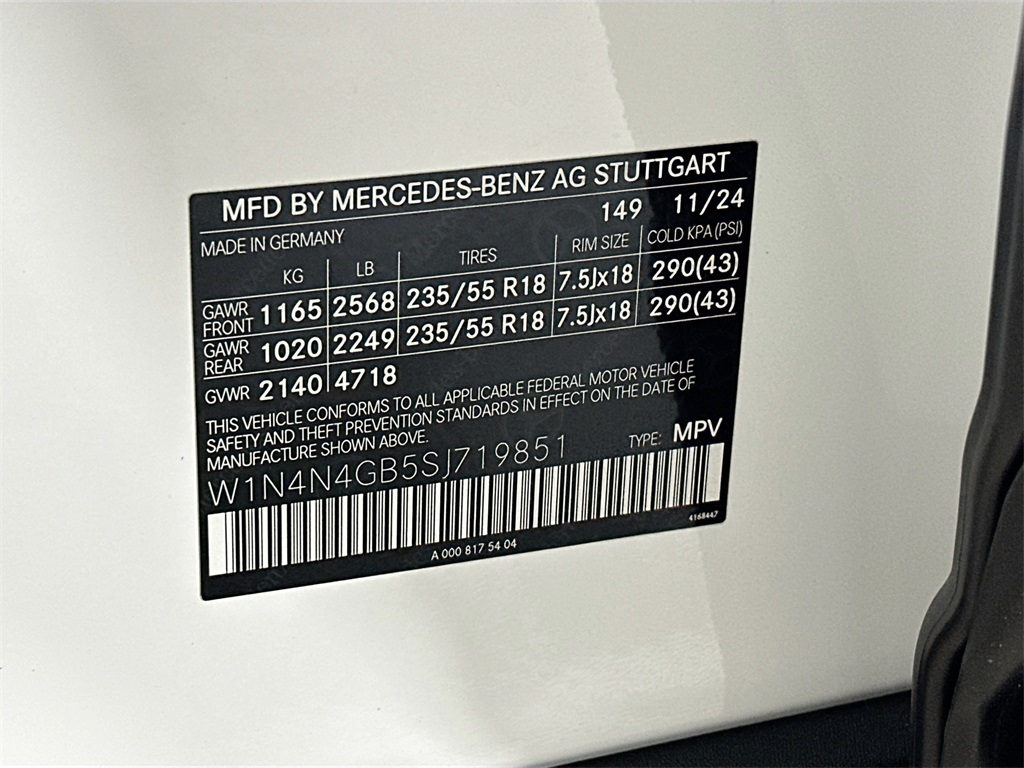 MFD BY MERCEDES-BENZ AG STUTTGART
MADE IN GERMANY 149 11/24
KG LB TIRES RIM SIZE COLD KPA (PSI)
GAWR FRONT 1165 2568 235/55 R18 7.5Jx18 290(43)
GAWR REAR 1020 2249 235/55 R18 7.5Jx18 290(43)
GVWR 2140 4718
THIS VEHICLE CONFORMS TO ALL APPLICABLE FEDERAL MOTOR VEHICLE
SAFETY AND THEFT PREVENTION STANDARDS IN EFFECT ON THE DATE OF
MANUFACTURE SHOWN ABOVE.
W1N4N4GB5SJ719851 TYPE: MPV
A 000 817 54 04 4168447